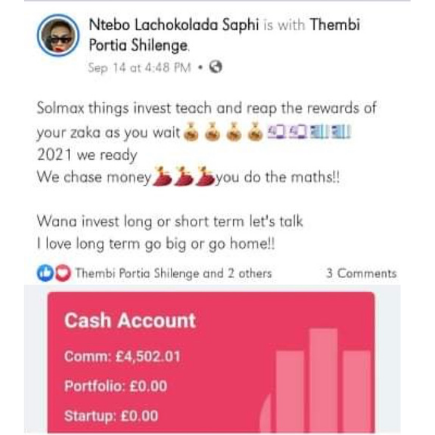 Ntebo Lachokolada Saphi is with Thembi
Portia Shilenge.
Sep 14 at 4:48 PM •
Solmax things invest teach and reap the rewards of
your zaka as you wait
2021 we ready
We chase money you do the maths!!
Wana invest long or short term let's talk
I love long term go big or go home!!
Thembi Portia Shilenge and 2 others 3 Comments
Cash Account
Comm: £4,502.01
Portfolio: £0.00
Startup: £0.00